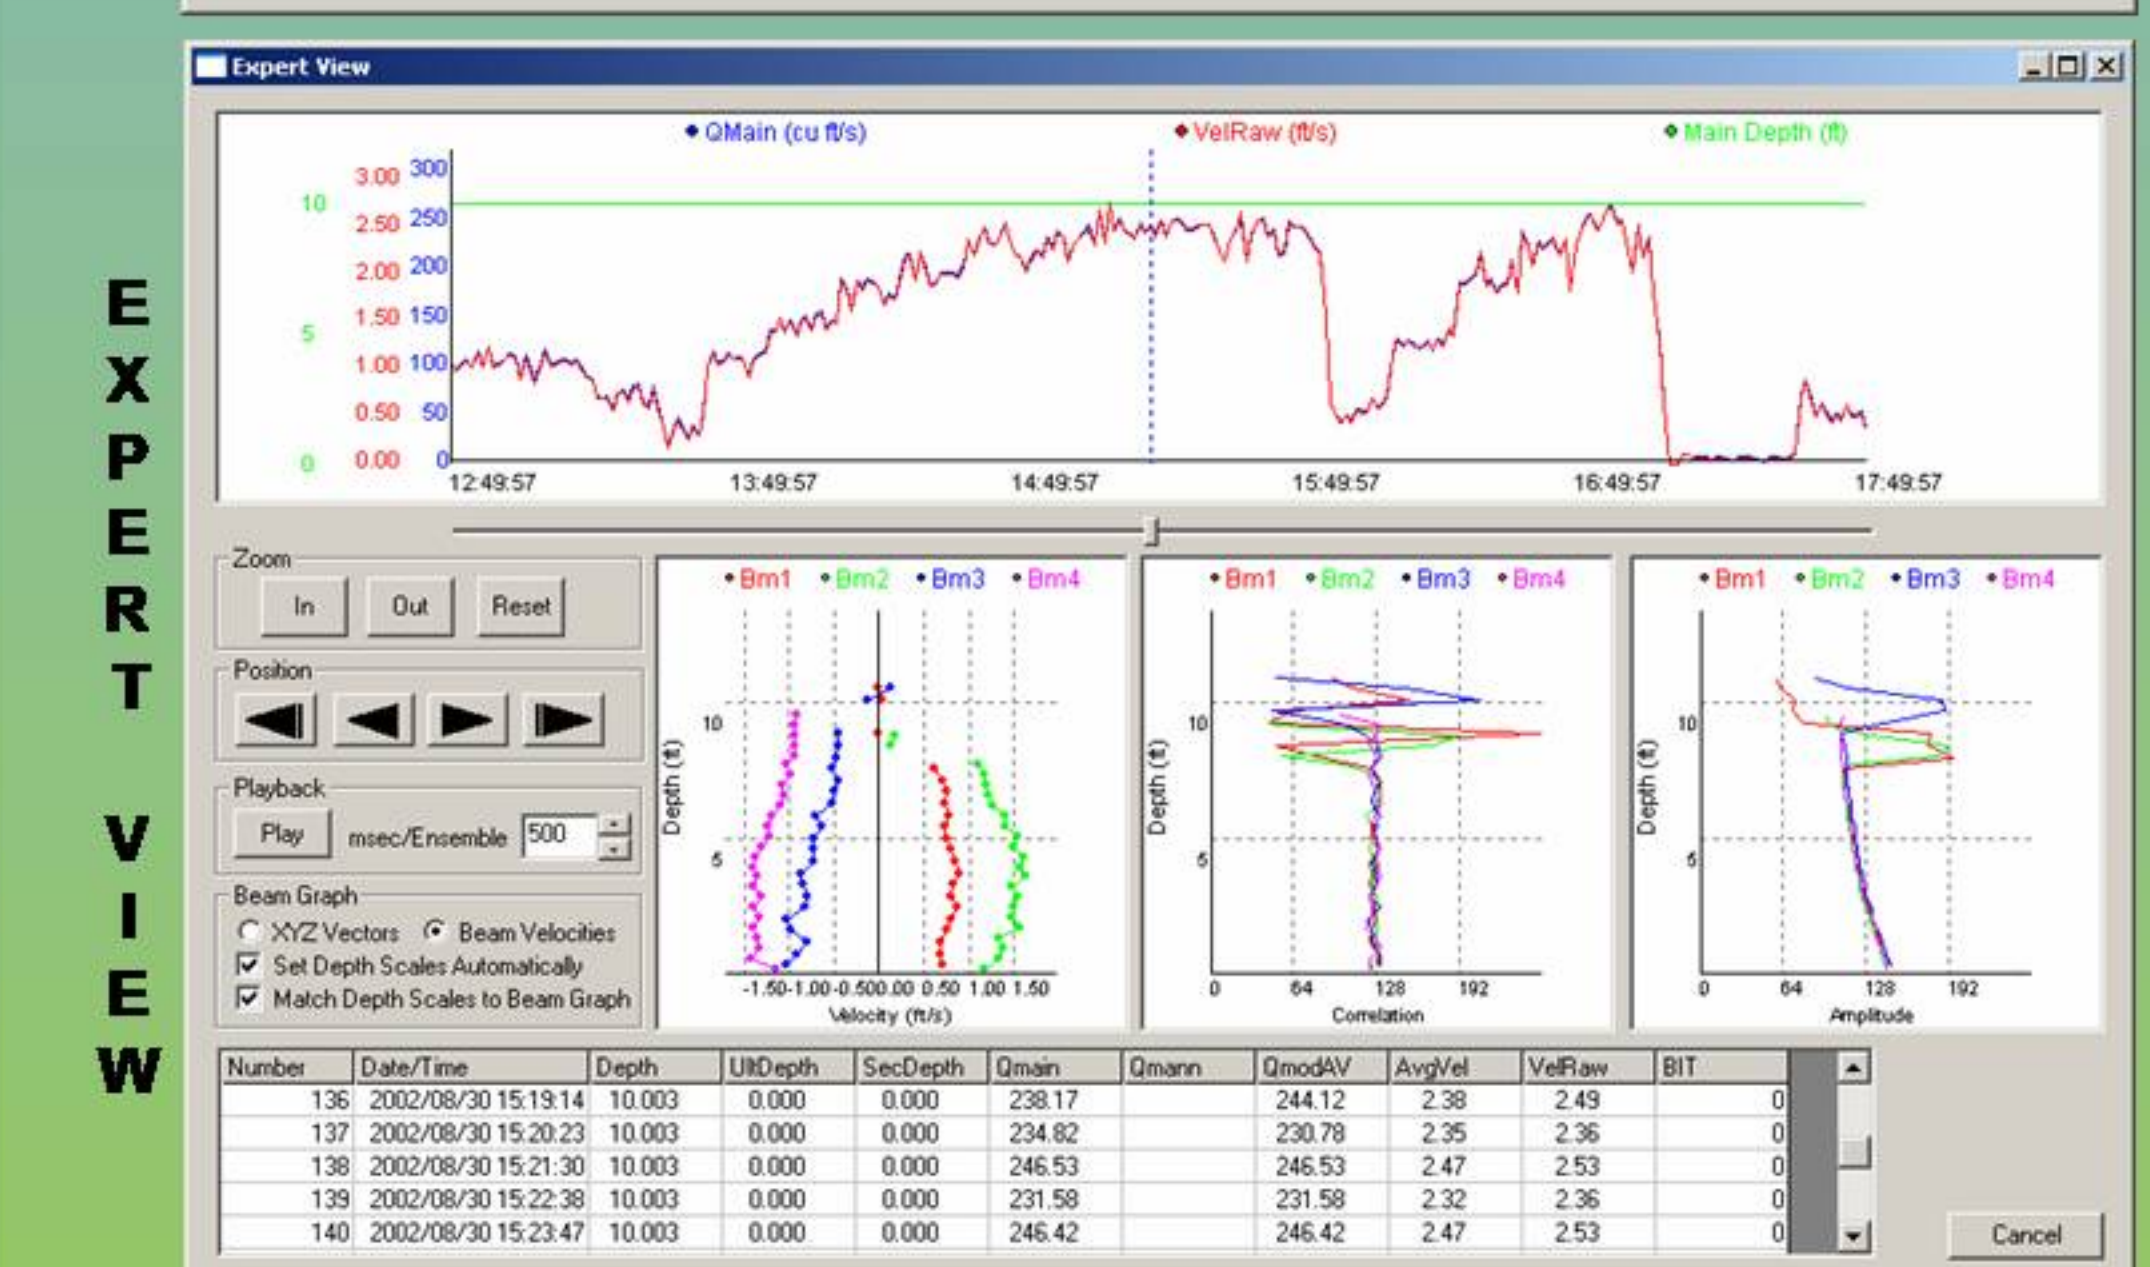 EXPERT VIEW
Expert View
QMain (cu ft/s) VelRaw (ft/s) Main Depth (ft)
3.00 300
10
2.50 250
2.00 200
1.50 150
5
1.00 100
0.50 50
0 0.00 0
12:49:57 13:49:57 14:49:57 15:49:57 16:49:57 17:49:57
Zoom
In Out Reset
Position
Playback
Play msec/Ensemble 500
Beam Graph
XYZ Vectors Beam Velocities
Set Depth Scales Automatically
Match Depth Scales to Beam Graph
Bm1 Bm2 Bm3 Bm4
10
5
Depth (ft)
-1.50 -1.00 -0.50 0.00 0.50 1.00 1.50
Velocity (ft/s)
Bm1 Bm2 Bm3 Bm4
10
5
Depth (ft)
0 64 128 192
Correlation
Bm1 Bm2 Bm3 Bm4
10
5
Depth (ft)
0 64 128 192
Amplitude
Number Date/Time Depth UltDepth SecDepth Qmain Qmann QmodAV AvgVel VelRaw BIT
136 2002/08/30 15:19:14 10.003 0.000 0.000 238.17 244.12 2.38 2.49 0
137 2002/08/30 15:20:23 10.003 0.000 0.000 234.82 230.78 2.35 2.36 0
138 2002/08/30 15:21:30 10.003 0.000 0.000 246.53 246.53 2.47 2.53 0
139 2002/08/30 15:22:38 10.003 0.000 0.000 231.58 231.58 2.32 2.36 0
140 2002/08/30 15:23:47 10.003 0.000 0.000 246.42 246.42 2.47 2.53 0
Cancel